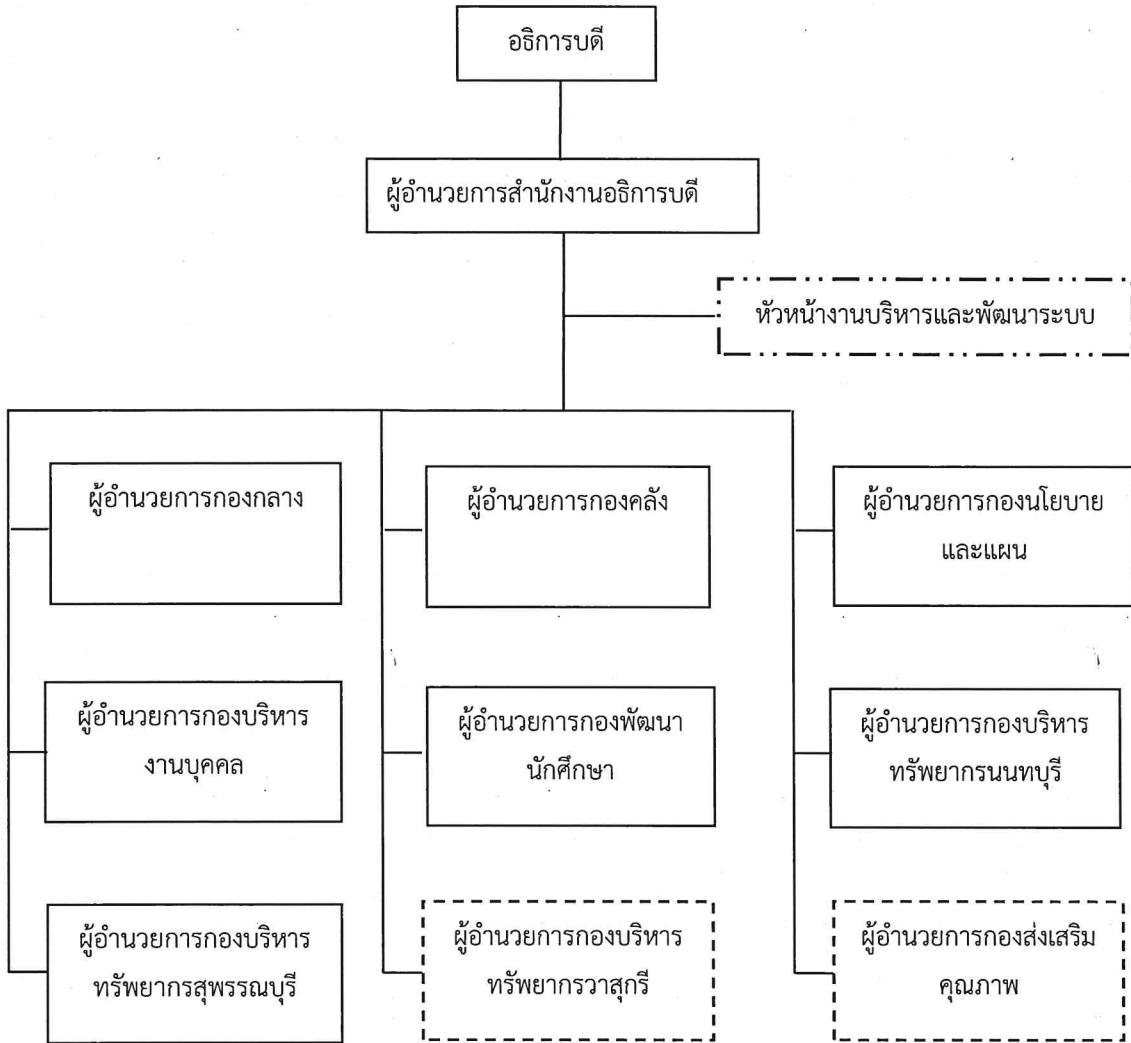 อธิการบดี
ผู้อำนวยการสำนักงานอธิการบดี
หัวหน้างานบริหารและพัฒนาระบบ
ผู้อำนวยการกองกลาง
ผู้อำนวยการกองคลัง
ผู้อำนวยการกองนโยบาย
และแผน
ผู้อำนวยการกองบริหาร
งานบุคคล
ผู้อำนวยการกองพัฒนา
นักศึกษา
ผู้อำนวยการกองบริหาร
ทรัพยากรนนทบุรี
ผู้อำนวยการกองบริหาร
ทรัพยากรสุพรรณบุรี
ผู้อำนวยการกองบริหาร
ทรัพยากรวาสุกรี
ผู้อำนวยการกองส่งเสริม
คุณภาพ